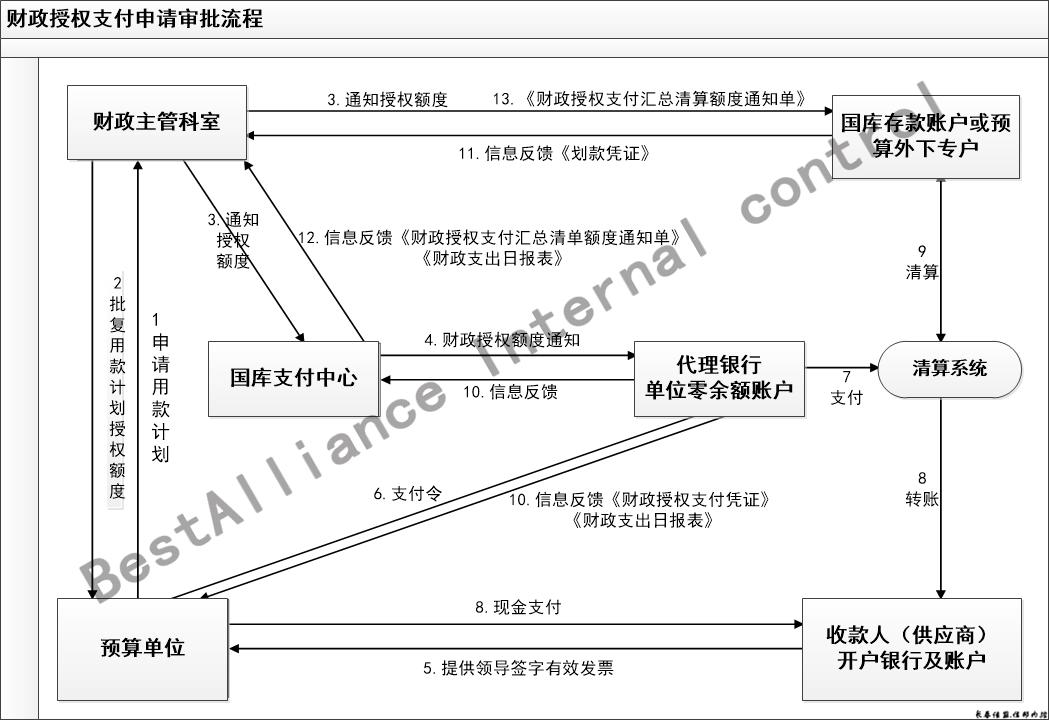 财政授权支付申请审批流程
财政主管科室
3. 通知授权额度
13. 《财政授权支付汇总清算额度通知单》
国库存款账户或预
算外下专户
11. 信息反馈《划款凭证》
3. 通知
授权
额度
12. 信息反馈《财政授权支付汇总清单额度通知单》
《财政支出日报表》
9
清算
2
批
复
用
款
计
划
授
权
额
度
1
申
请
用
款
计
划
国库支付中心
4. 财政授权额度通知
10. 信息反馈
代理银行
单位零余额账户
7
支付
清算系统
6. 支付令
10. 信息反馈《财政授权支付凭证》
《财政支出日报表》
8
转账
预算单位
8. 现金支付
5. 提供领导签字有效发票
收款人（供应商）
开户银行及账户
BestAlliance Internal control